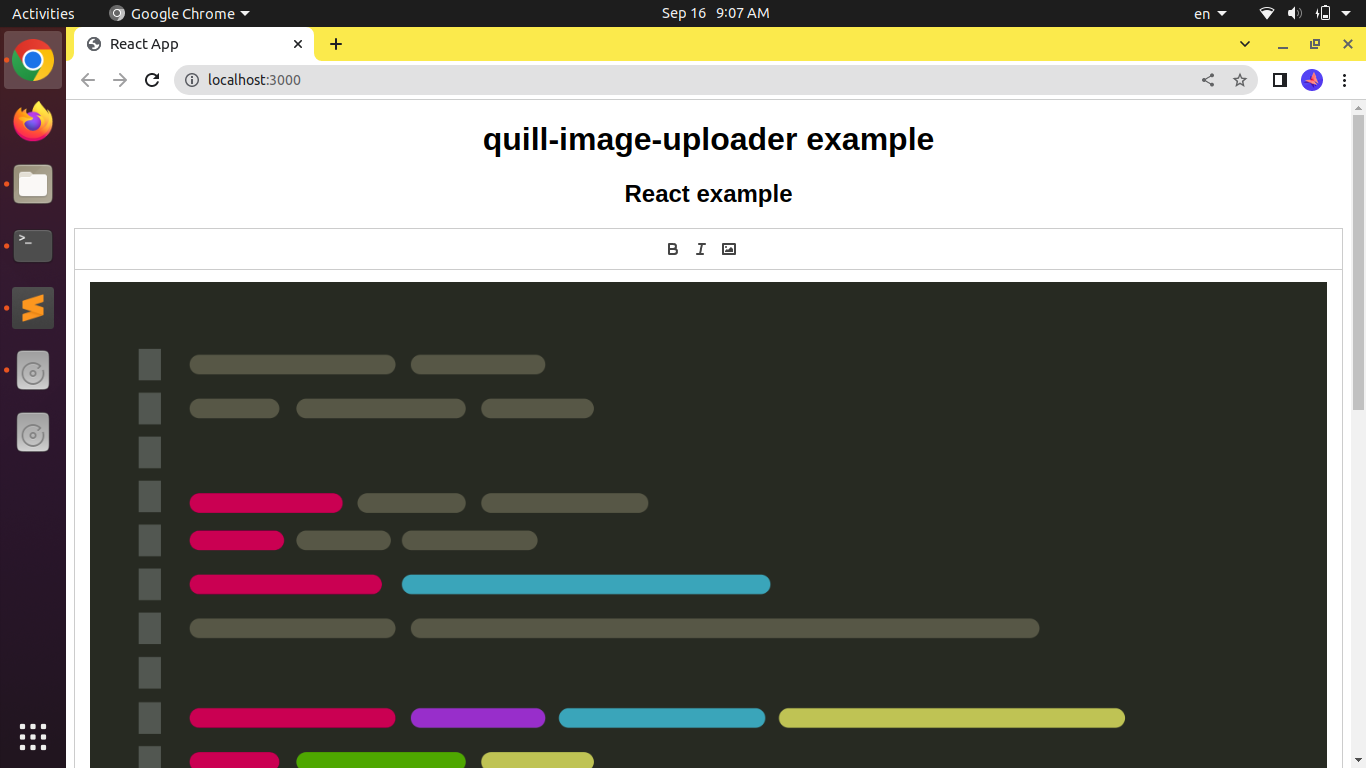 Activities
Google Chrome
Sep 16 9:07 AM
en
React App
localhost:3000
quill-image-uploader example
React example